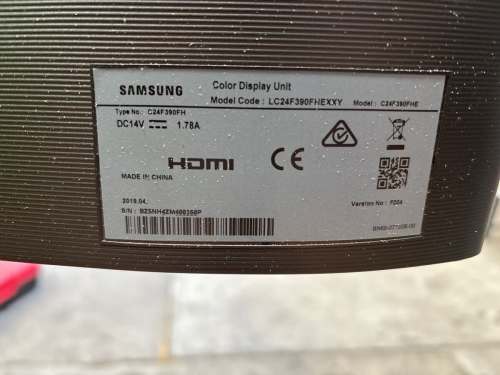 SAMSUNG
Color Display Unit
Model Code : LC24F390FHEXXY Model : C24F390FHE
Type No. : C24F390FH
DC14V 1.78A
HDMI
CE
MADE IN CHINA
2019.04.
S/N :
Version No : FS04